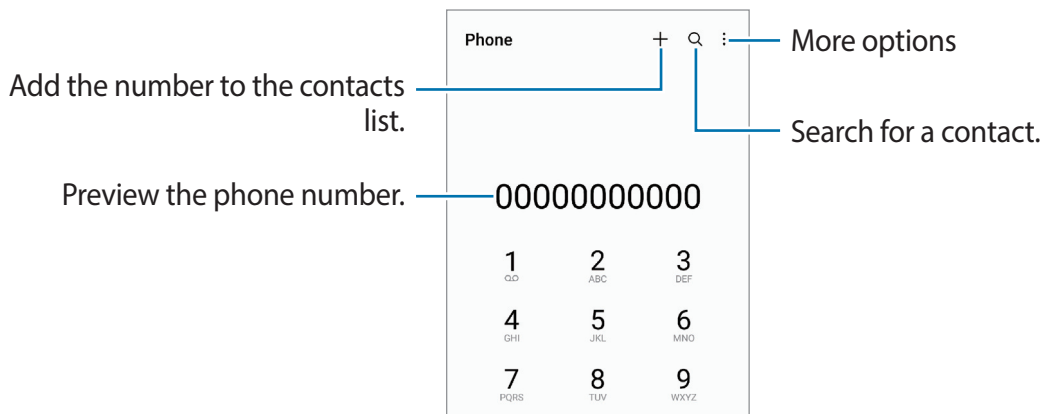 Phone
More options
Add the number to the contacts
list.
Search for a contact.
Preview the phone number.
00000000000
1 2 3
ABC DEF
4 5 6
GHI JKL MNO
7 8 9
PQRS TUV WXYZ